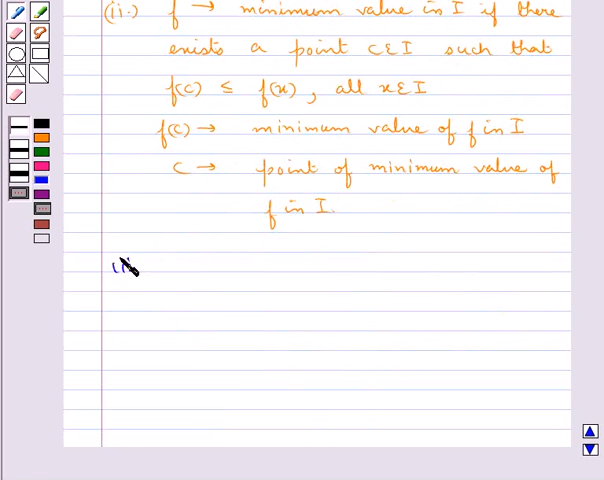 (ii.) f → minimum value in I if there
exists a point c ε I such that
f(c) ≤ f(x) , all x ε I
f(c) → minimum value of f in I
c → point of minimum value of
f in I.
(i